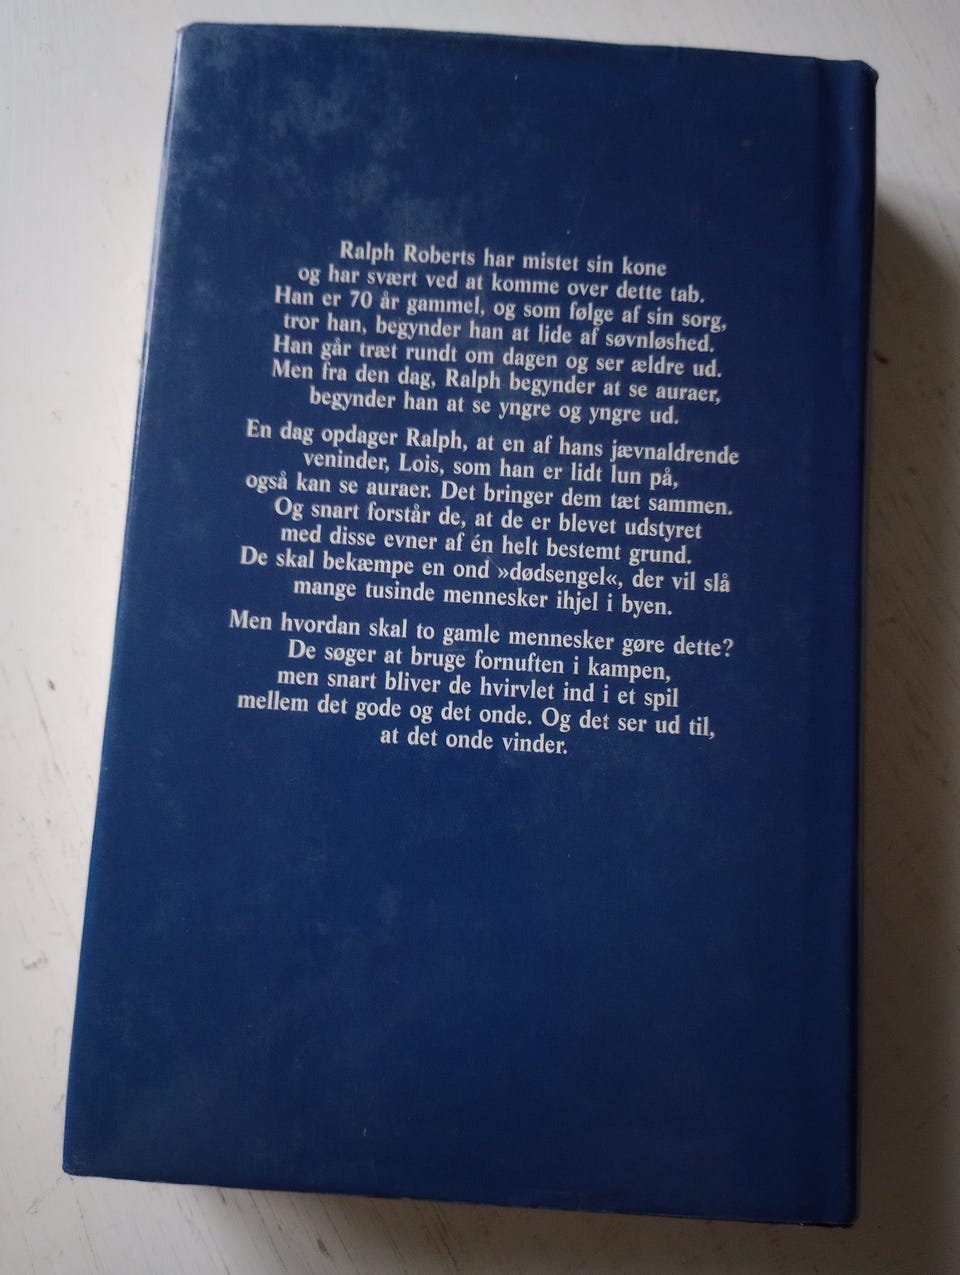 Ralph Roberts har mistet sin kone
og har svært ved at komme over dette tab.
Han er 70 år gammel, og som følge af sin sorg,
tror han, begynder han at lide af søvnløshed.
Han går træt rundt om dagen og ser ældre ud.
Men fra den dag, Ralph begynder at se auraer,
begynder han at se yngre og yngre ud.
En dag opdager Ralph, at en af hans jævnaldrende
veninder, Lois, som han er lidt lun på,
også kan se auraer. Det bringer dem tæt sammen.
Og snart forstår de, at de er blevet udstyret
med disse evner af én helt bestemt grund.
De skal bekæmpe en ond »dødsengel«, der vil slå
mange tusinde mennesker ihjel i byen.
Men hvordan skal to gamle mennesker gøre dette?
De søger at bruge fornuften i kampen,
men snart bliver de hvirvlet ind i et spil
mellem det gode og det onde. Og det ser ud til,
at det onde vinder.